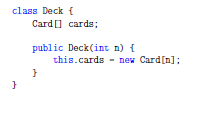 class Deck {
    Card[] cards;

    public Deck(int n) {
        this.cards = new Card[n];
    }
}